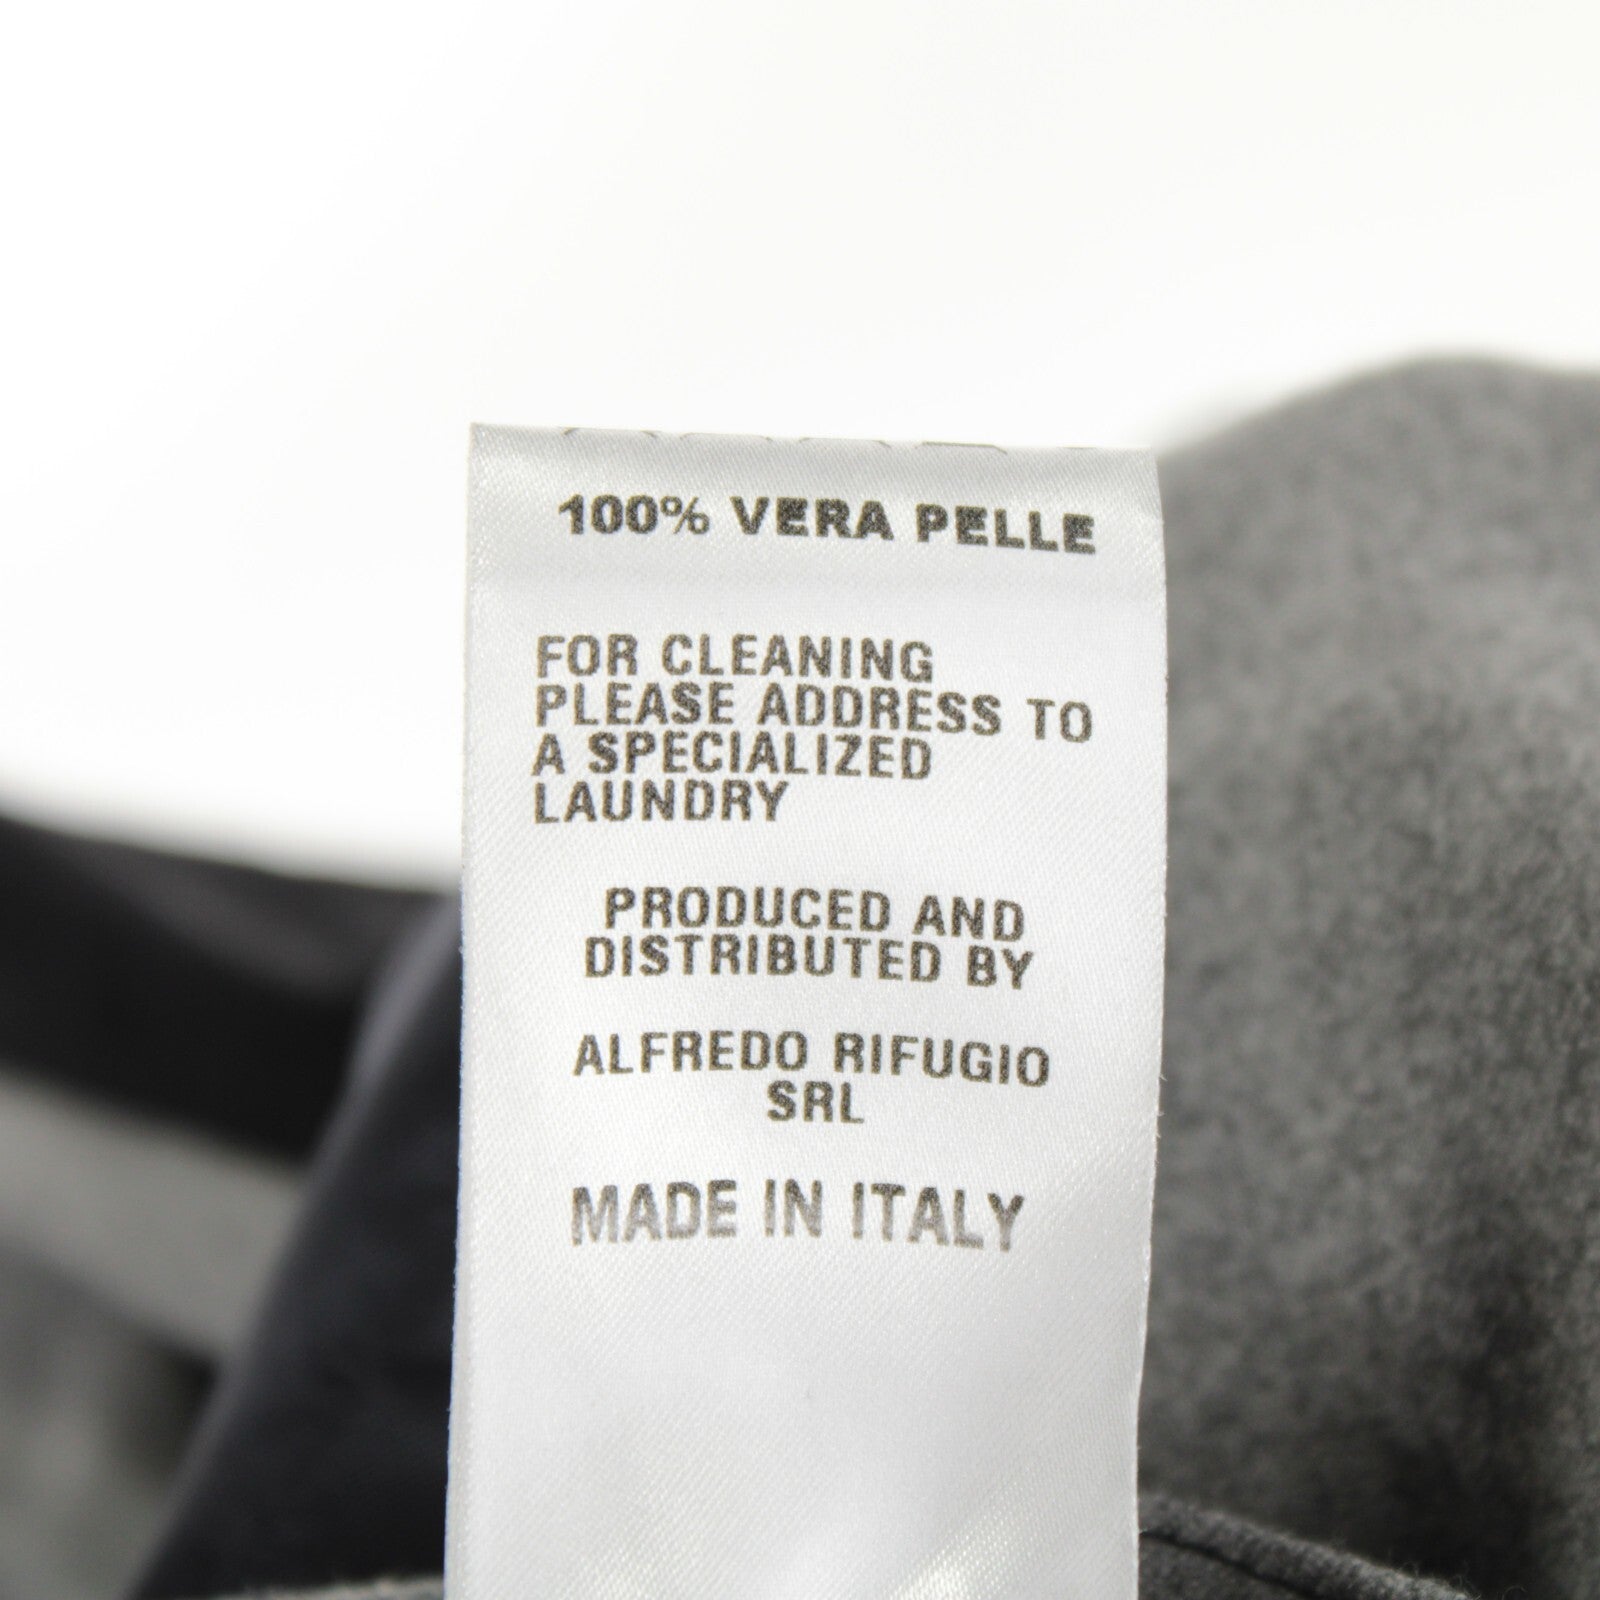 100% VERA PELLE
FOR CLEANING
PLEASE ADDRESS TO
A SPECIALIZED
LAUNDRY
PRODUCED AND
DISTRIBUTED BY
ALFREDO RIFUGIO
SRL
MADE IN ITALY